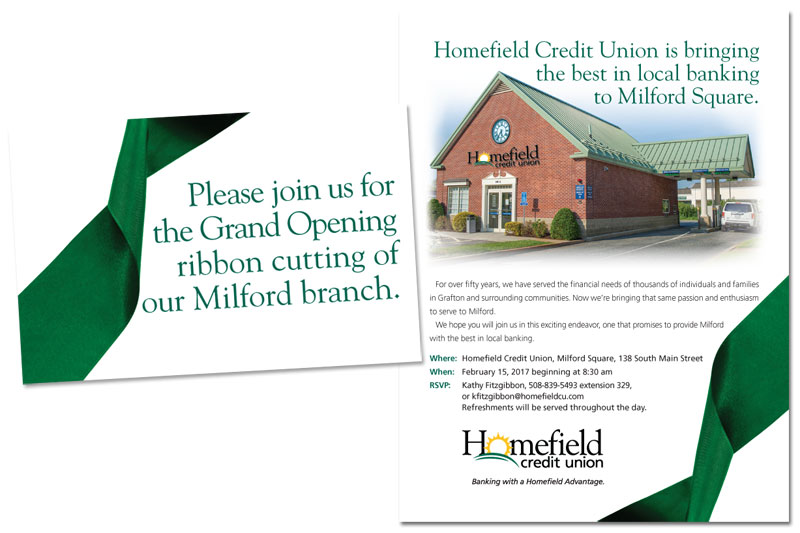 Please join us for
the Grand Opening
ribbon cutting of
our Milford branch.
Homefield Credit Union is bringing
the best in local banking
to Milford Square.
Homefield
credit union
For over fifty years, we have served the financial needs of thousands of individuals and families
in Grafton and surrounding communities. Now we're bringing that same passion and enthusiasm
to serve to Milford.
We hope you will join us in this exciting endeavor, one that promises to provide Milford
with the best in local banking.
Where: Homefield Credit Union, Milford Square, 138 South Main Street
When: February 15, 2017 beginning at 8:30 am
RSVP: Kathy Fitzgibbon, 508-839-5493 extension 329,
or kfitzgibbon@homefieldcu.com
Refreshments will be served throughout the day.
Homefield
credit union
Banking with a Homefield Advantage.